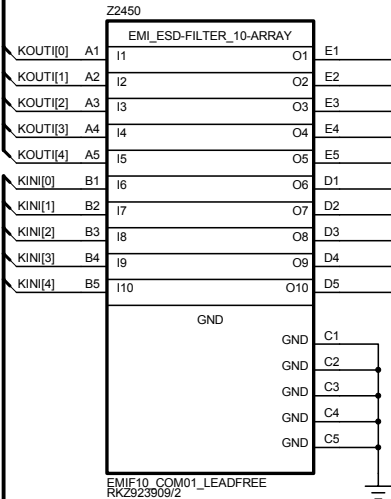 Z2450
EMI_ESD-FILTER_10-ARRAY
KOUTI[0] A1 I1 O1 E1
KOUTI[1] A2 I2 O2 E2
KOUTI[2] A3 I3 O3 E3
KOUTI[3] A4 I4 O4 E4
KOUTI[4] A5 I5 O5 E5
KINI[0] B1 I6 O6 D1
KINI[1] B2 I7 O7 D2
KINI[2] B3 I8 O8 D3
KINI[3] B4 I9 O9 D4
KINI[4] B5 I10 O10 D5
GND
GND C1
GND C2
GND C3
GND C4
GND C5
EMIF10_COM01_LEADFREE
RKZ923909/2